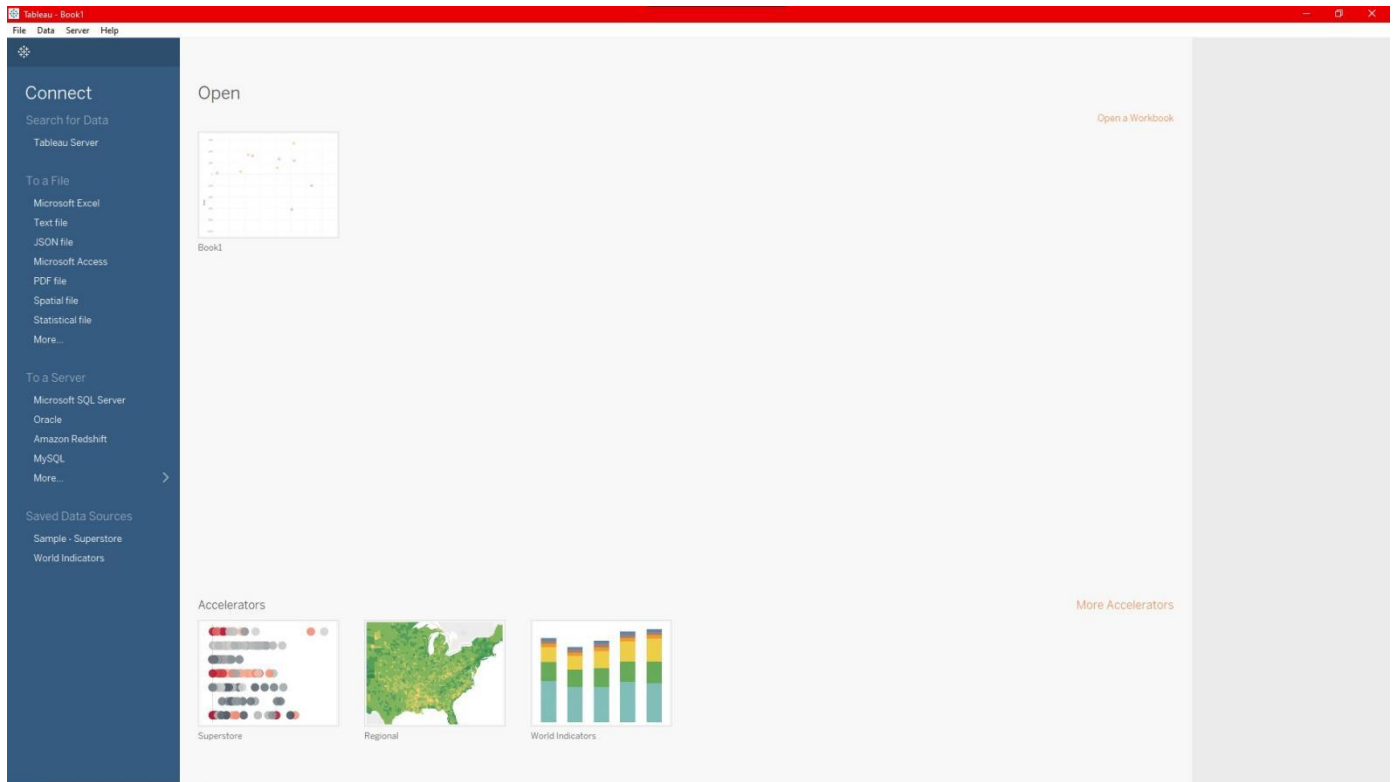 Tableau - Book1
File Data Server Help
Connect
Search for Data
Tableau Server
To a File
Microsoft Excel
Text file
JSON file
Microsoft Access
PDF file
Spatial file
Statistical file
More...
To a Server
Microsoft SQL Server
Oracle
Amazon Redshift
MySQL
More...
Saved Data Sources
Sample - Superstore
World Indicators
Open
Open a Workbook
Book1
Accelerators
More Accelerators
Superstore
Regional
World Indicators